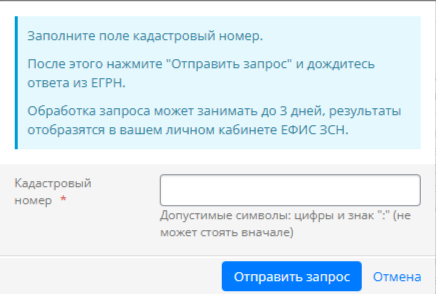 Заполните поле кадастровый номер.
После этого нажмите "Отправить запрос" и дождитесь
ответа из ЕГРН.
Обработка запроса может занимать до 3 дней, результаты
отобразятся в вашем личном кабинете ЕФИС ЗСН.
Кадастровый
номер *
Допустимые символы: цифры и знак ":" (не
может стоять вначале)
Отправить запрос Отмена